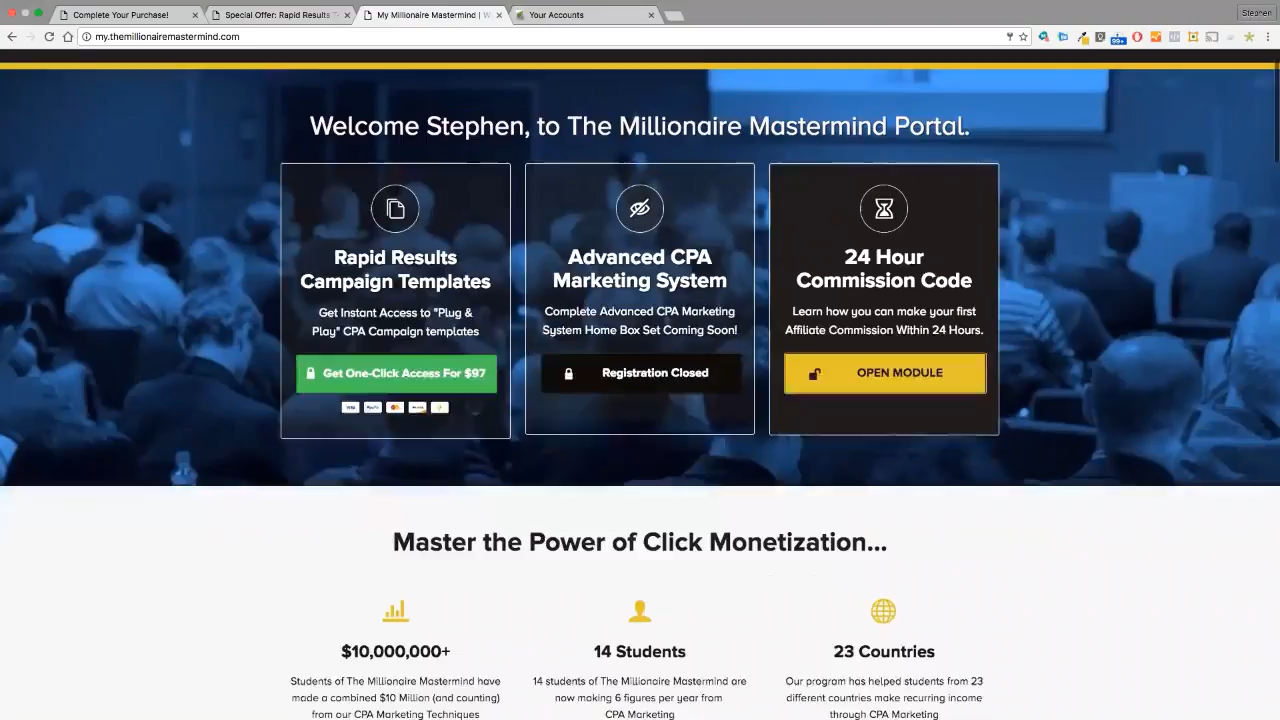 Complete Your Purchase!
Special Offer: Rapid Results T
My Millionaire Mastermind | W
Your Accounts
Stephen
my.themillionairemastermind.com
99+
Welcome Stephen, to The Millionaire Mastermind Portal.
Rapid Results
Campaign Templates
Get Instant Access to "Plug &
Play" CPA Campaign templates
Get One-Click Access For $97
VISA
PayPal
Advanced CPA
Marketing System
Complete Advanced CPA Marketing
System Home Box Set Coming Soon!
Registration Closed
24 Hour
Commission Code
Learn how you can make your first
Affiliate Commission Within 24 Hours.
OPEN MODULE
Master the Power of Click Monetization...
$10,000,000+
Students of The Millionaire Mastermind have
made a combined $10 Million (and counting)
from our CPA Marketing Techniques
14 Students
14 students of The Millionaire Mastermind are
now making 6 figures per year from
CPA Marketing
23 Countries
Our program has helped students from 23
different countries make recurring income
through CPA Marketing